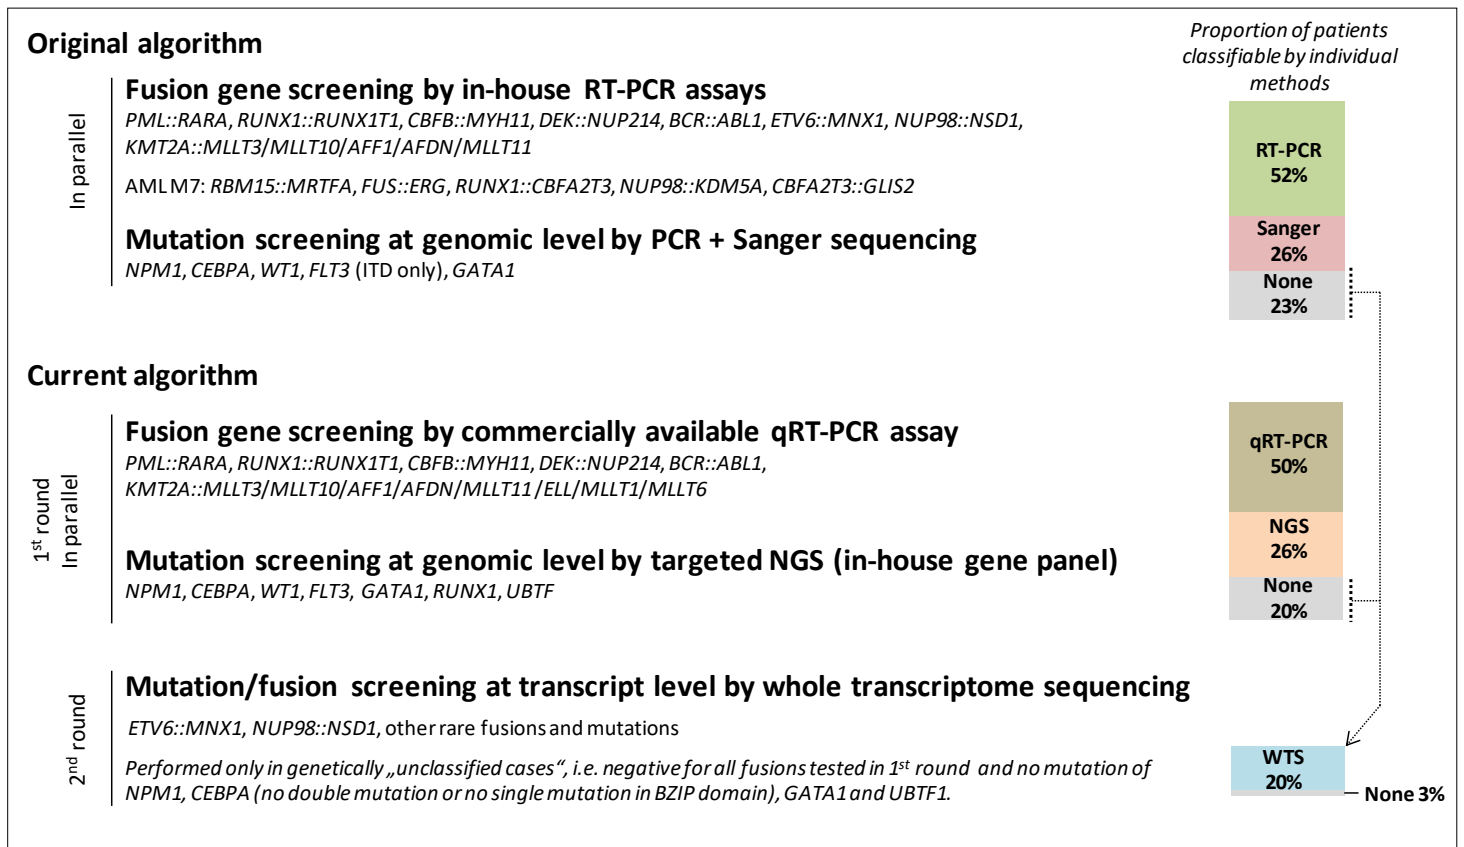 Original algorithm
Proportion of patients
classifiable by individual
methods
In parallel
Fusion gene screening by in-house RT-PCR assays
PML::RARA, RUNX1::RUNX1T1, CBFB::MYH11, DEK::NUP214, BCR::ABL1, ETV6::MNX1, NUP98::NSD1,
KMT2A::MLLT3/MLLT10/AFF1/AFDN/MLLT11
AML M7: RBM15::MRTFA, FUS::ERG, RUNX1::CBFA2T3, NUP98::KDM5A, CBFA2T3::GLIS2
Mutation screening at genomic level by PCR + Sanger sequencing
NPM1, CEBPA, WT1, FLT3 (ITD only), GATA1
RT-PCR
52%
Sanger
26%
None
23%
Current algorithm
1st round
In parallel
Fusion gene screening by commercially available qRT-PCR assay
PML::RARA, RUNX1::RUNX1T1, CBFB::MYH11, DEK::NUP214, BCR::ABL1,
KMT2A::MLLT3/MLLT10/AFF1/AFDN/MLLT11/ELL/MLLT1/MLLT6
Mutation screening at genomic level by targeted NGS (in-house gene panel)
NPM1, CEBPA, WT1, FLT3, GATA1, RUNX1, UBTF
qRT-PCR
50%
NGS
26%
None
20%
2nd round
Mutation/fusion screening at transcript level by whole transcriptome sequencing
ETV6::MNX1, NUP98::NSD1, other rare fusions and mutations
Performed only in genetically „unclassified cases“, i.e. negative for all fusions tested in 1st round and no mutation of
NPM1, CEBPA (no double mutation or no single mutation in BZIP domain), GATA1 and UBTF1.
WTS
20%
None 3%